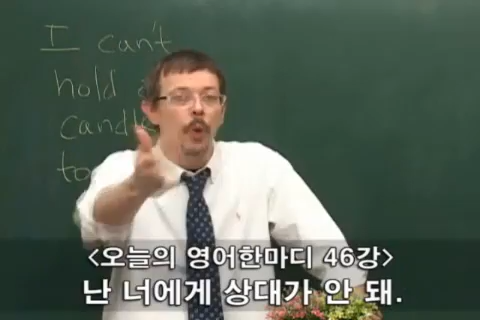 I can't
hold a
candle
to
<오늘의 영어한마디 46강>
난 너에게 상대가 안 돼.